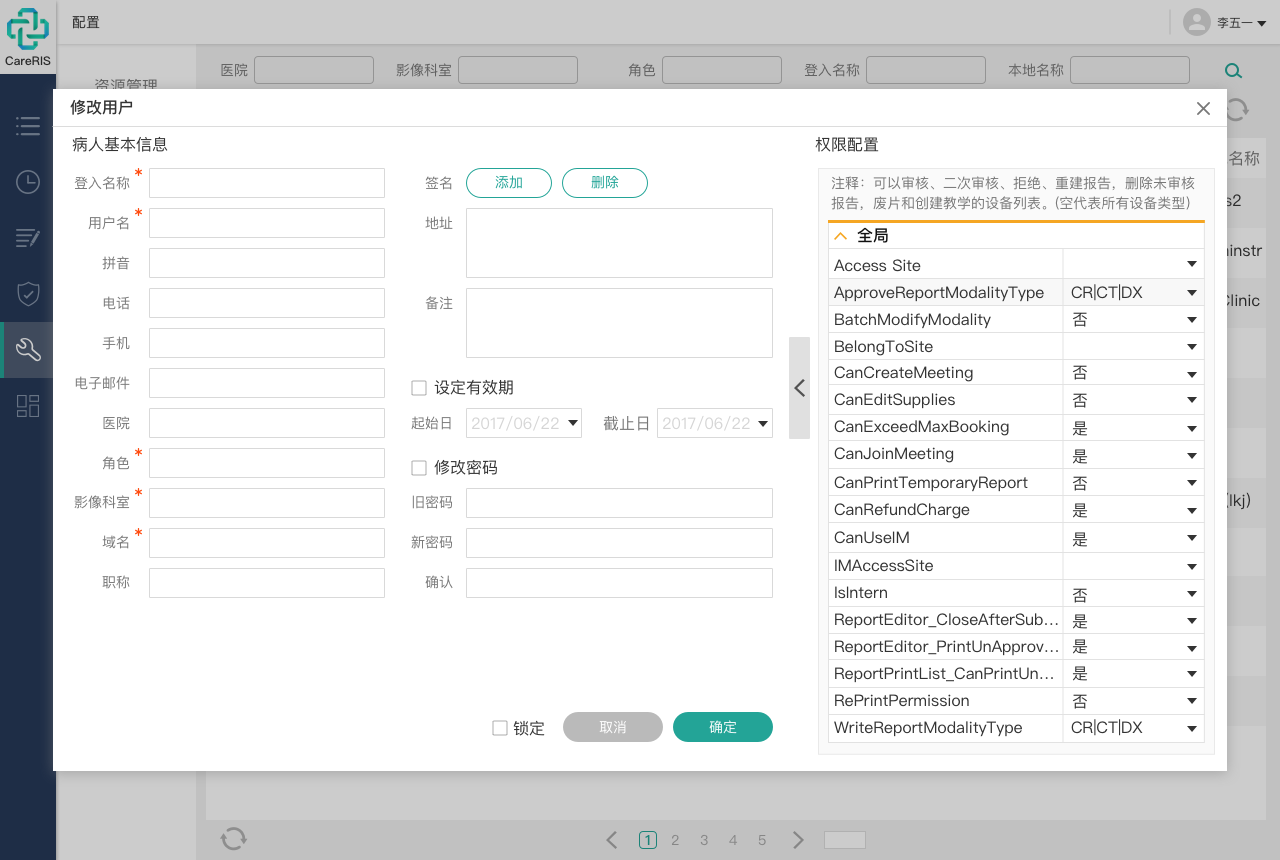 CareRIS
配置
李五一
资源管理
医院
影像科室
角色
登入名称
本地名称
名称
s2
instr
Clinic
(lkj)
修改用户
病人基本信息
登入名称 *
用户名 *
拼音
电话
手机
电子邮件
医院
角色 *
影像科室 *
域名 *
职称
签名 添加 删除
地址
备注
设定有效期
起始日 2017/06/22 截止日 2017/06/22
修改密码
旧密码
新密码
确认
锁定 取消 确定
权限配置
注释：可以审核、二次审核、拒绝、重建报告，删除未审核
报告，废片和创建教学的设备列表。(空代表所有设备类型)
全局
Access Site
ApproveReportModalityType CR|CT|DX
BatchModifyModality 否
BelongToSite
CanCreateMeeting 否
CanEditSupplies 否
CanExceedMaxBooking 是
CanJoinMeeting 是
CanPrintTemporaryReport 否
CanRefundCharge 是
CanUseIM 是
IMAccessSite
IsIntern 否
ReportEditor_CloseAfterSub... 是
ReportEditor_PrintUnApprov... 是
ReportPrintList_CanPrintUn... 是
RePrintPermission 否
WriteReportModalityType CR|CT|DX
1 2 3 4 5